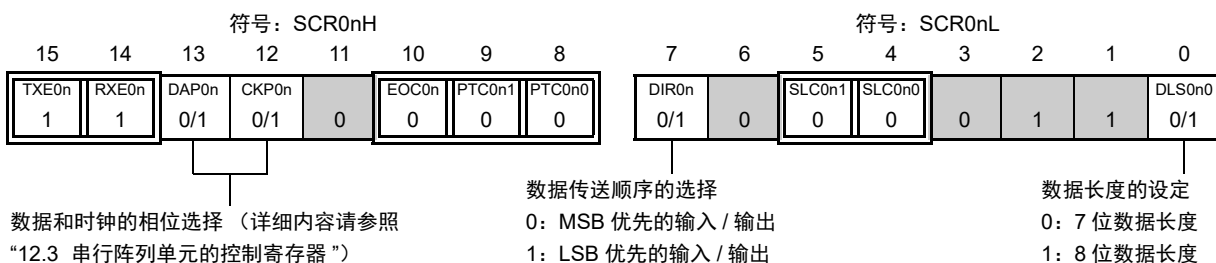 符号：SCR0nH
符号：SCR0nL
15 14 13 12 11 10 9 8 7 6 5 4 3 2 1 0
TXE0n RXE0n DAP0n CKP0n EOC0n PTC0n1 PTC0n0 DIR0n SLC0n1 SLC0n0 DLS0n0
1 1 0/1 0/1 0 0 0 0 0/1 0 0 0 0 1 1 0/1
数据和时钟的相位选择 （详细内容请参照
“12.3 串行阵列单元的控制寄存器 ”）
数据传送顺序的选择
0：MSB 优先的输入 / 输出
1：LSB 优先的输入 / 输出
数据长度的设定
0：7 位数据长度
1：8 位数据长度